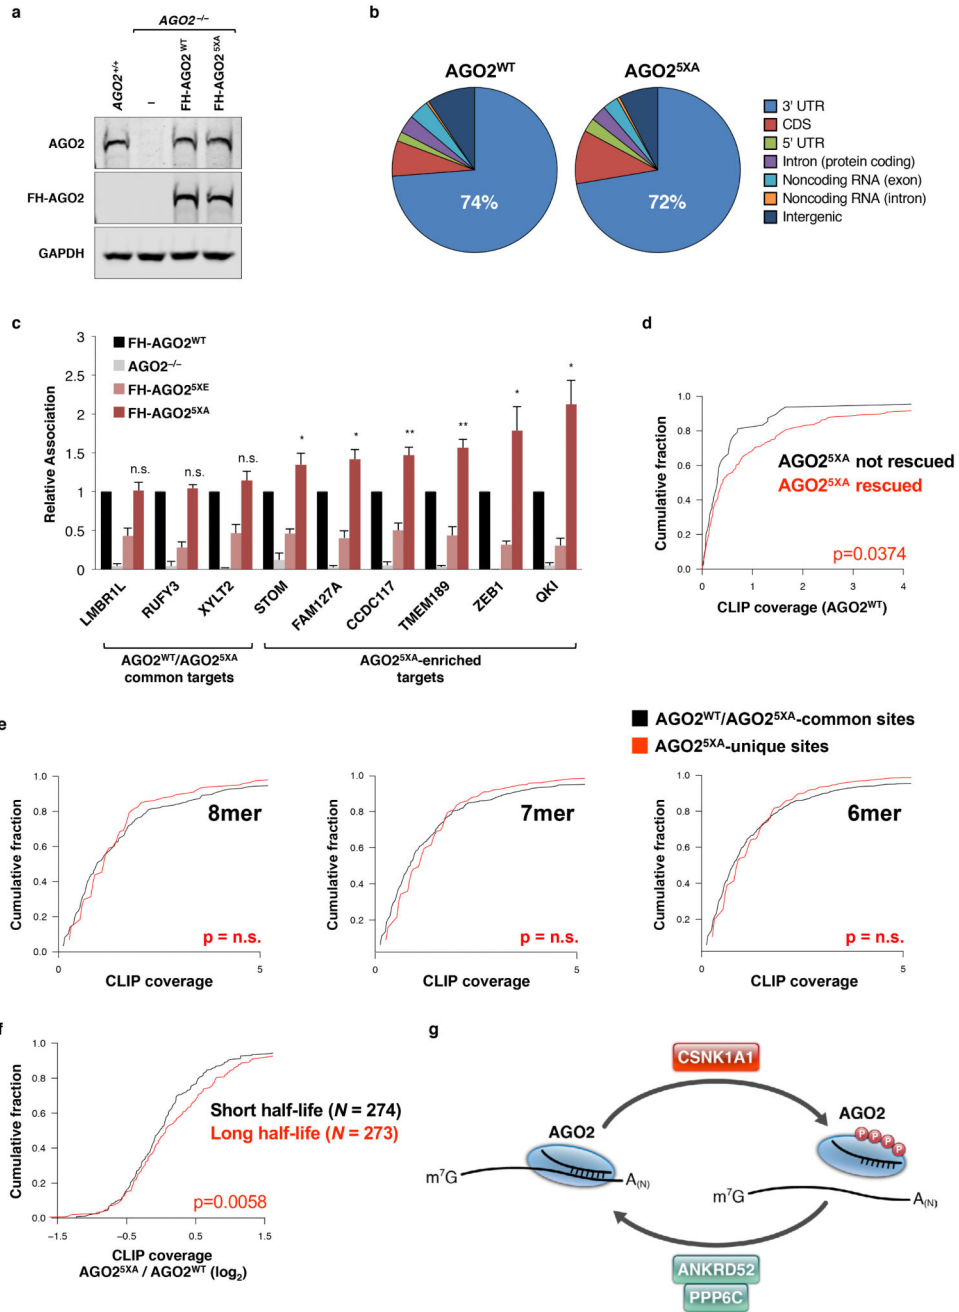 a
AGO2–/–
AGO2+/+
–
FH-AGO2WT
FH-AGO25XA
AGO2
FH-AGO2
GAPDH
b
AGO2WT
AGO25XA
74%
72%
3' UTR
CDS
5' UTR
Intron (protein coding)
Noncoding RNA (exon)
Noncoding RNA (intron)
Intergenic
c
FH-AGO2WT
AGO2–/–
FH-AGO25XE
FH-AGO25XA
Relative Association
3
2.5
2
1.5
1
0.5
0
n.s.
n.s.
n.s.
*
*
**
**
*
*
LMBR1L
RUFY3
XYLT2
STOM
FAM127A
CCDC117
TMEM189
ZEB1
QKI
AGO2WT/AGO25XA
common targets
AGO25XA-enriched
targets
d
Cumulative fraction
1.0
0.8
0.6
0.4
0.2
0.0
AGO25XA not rescued
AGO25XA rescued
p=0.0374
0 1 2 3 4
CLIP coverage (AGO2WT)
e
AGO2WT/AGO25XA-common sites
AGO25XA-unique sites
Cumulative fraction
1.0
0.8
0.6
0.4
0.2
0.0
8mer
p = n.s.
0 5
CLIP coverage
Cumulative fraction
1.0
0.8
0.6
0.4
0.2
7mer
p = n.s.
0 5
CLIP coverage
Cumulative fraction
1.0
0.8
0.6
0.4
0.2
6mer
p = n.s.
0 5
CLIP coverage
f
Cumulative fraction
1.0
0.8
0.6
0.4
0.2
0.0
Short half-life (N = 274)
Long half-life (N = 273)
p=0.0058
–1.5 –0.5 0.5 1.5
CLIP coverage
AGO25XA / AGO2WT (log2)
g
CSNK1A1
AGO2
AGO2
P P P P
m7G
A(N)
m7G
A(N)
ANKRD52
PPP6C